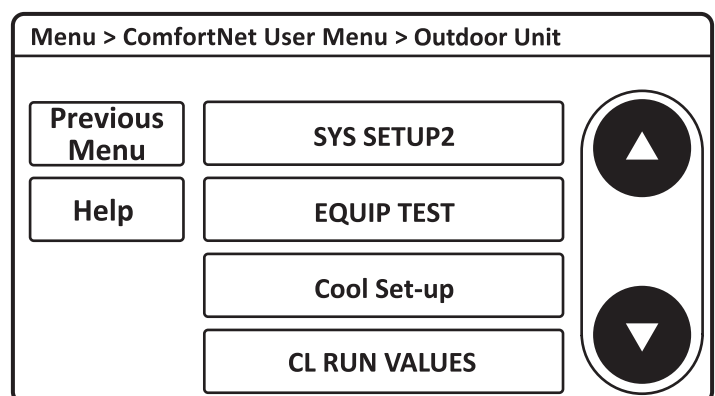 Menu > ComfortNet User Menu > Outdoor Unit
Previous
Menu
SYS SETUP2
Help
EQUIP TEST
Cool Set-up
CL RUN VALUES